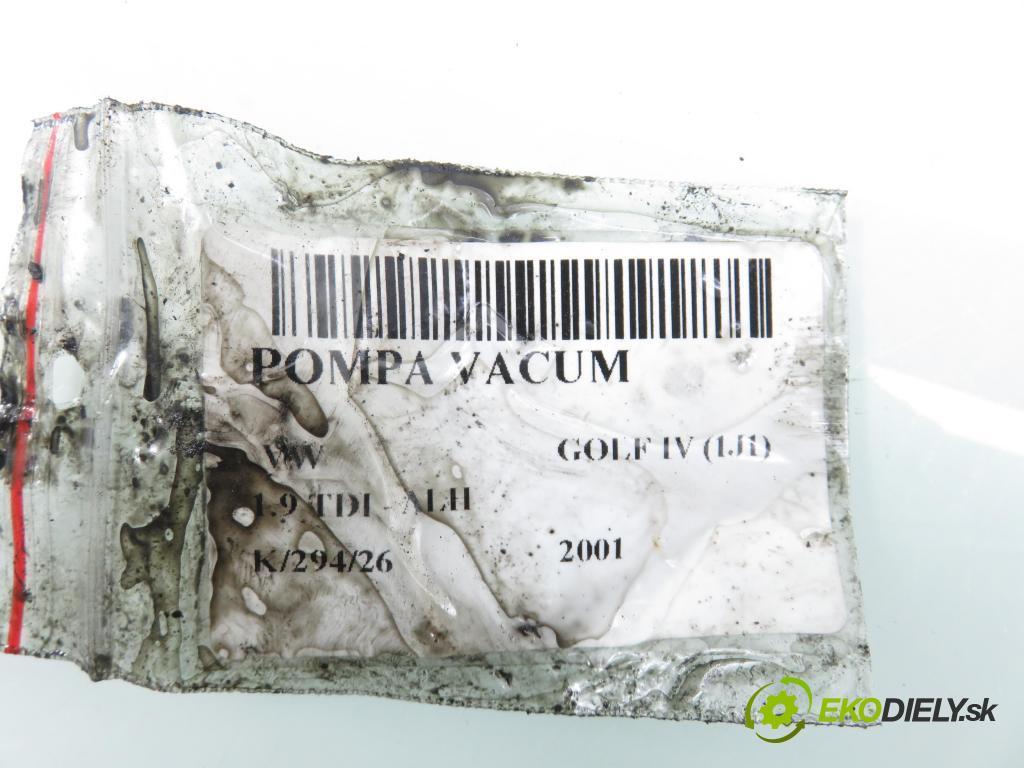 POMPA VACUM
VW GOLF IV (1J1)
1.9 TDI - ALH
K/294/26 2001
EKODIELY.sk